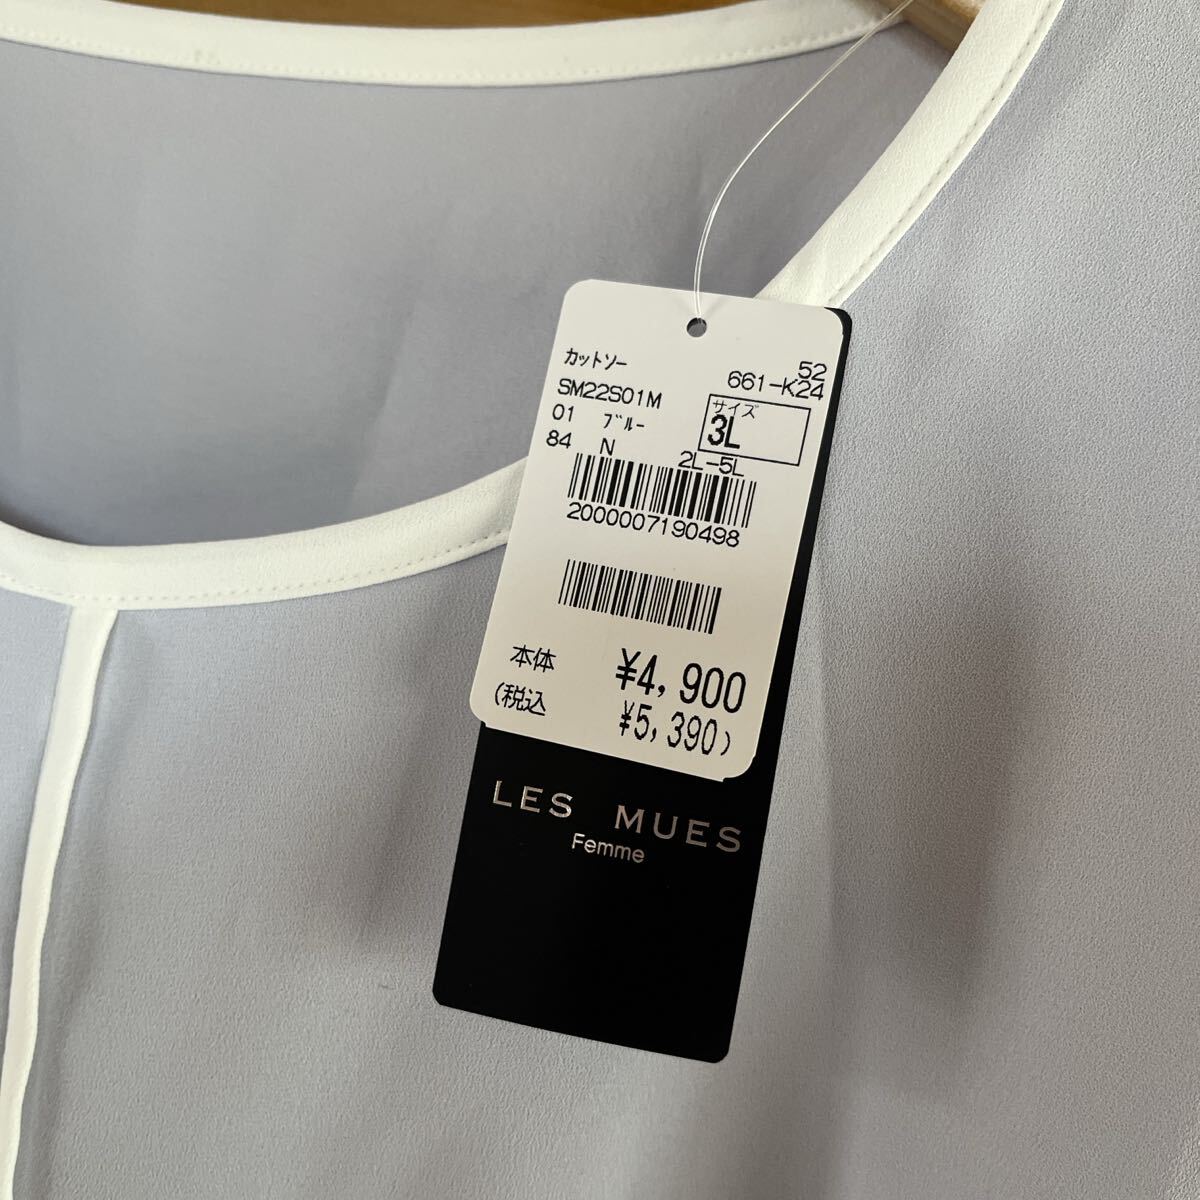 カットソー
52
661-K24
SM22S01M
01 ブルー
84 N
サイズ
3L
2L-5L
2000007190498
本体 ¥4,900
(税込 ¥5,390)
LES MUES
Femme